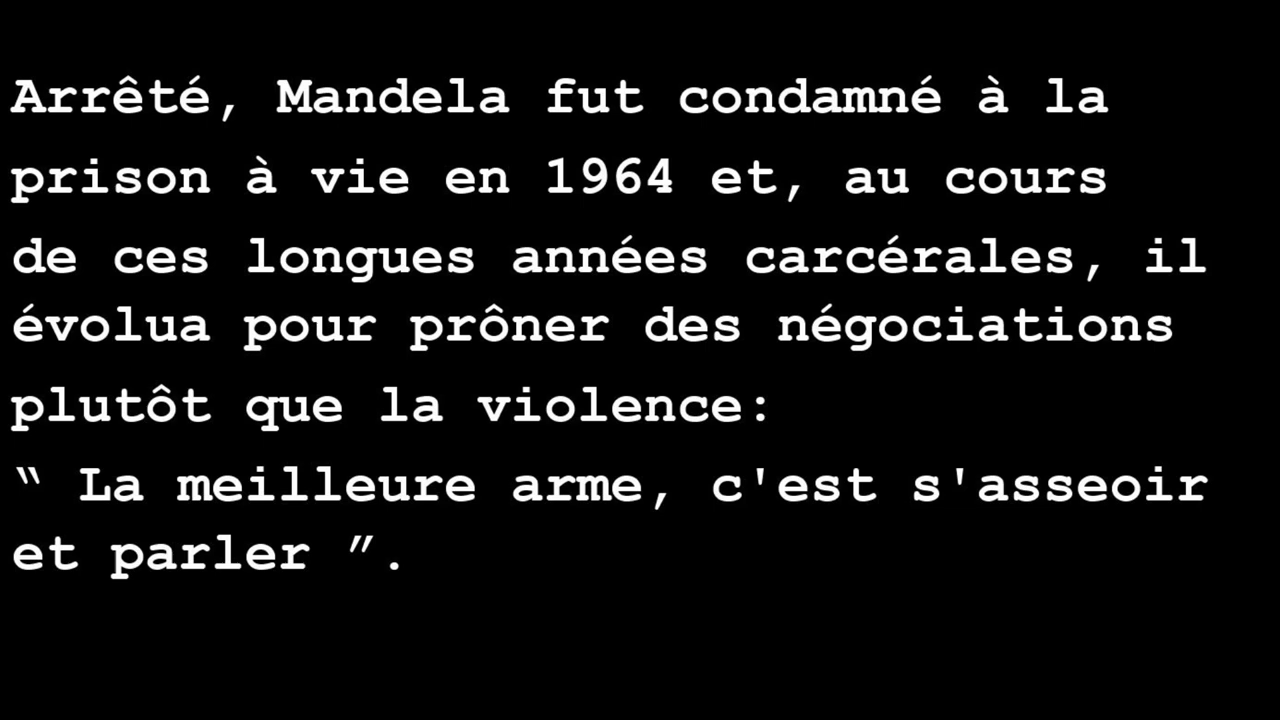 Arrêté, Mandela fut condamné à la
prison à vie en 1964 et, au cours
de ces longues années carcérales, il
évolua pour prôner des négociations
plutôt que la violence:
“ La meilleure arme, c'est s'asseoir
et parler ”.